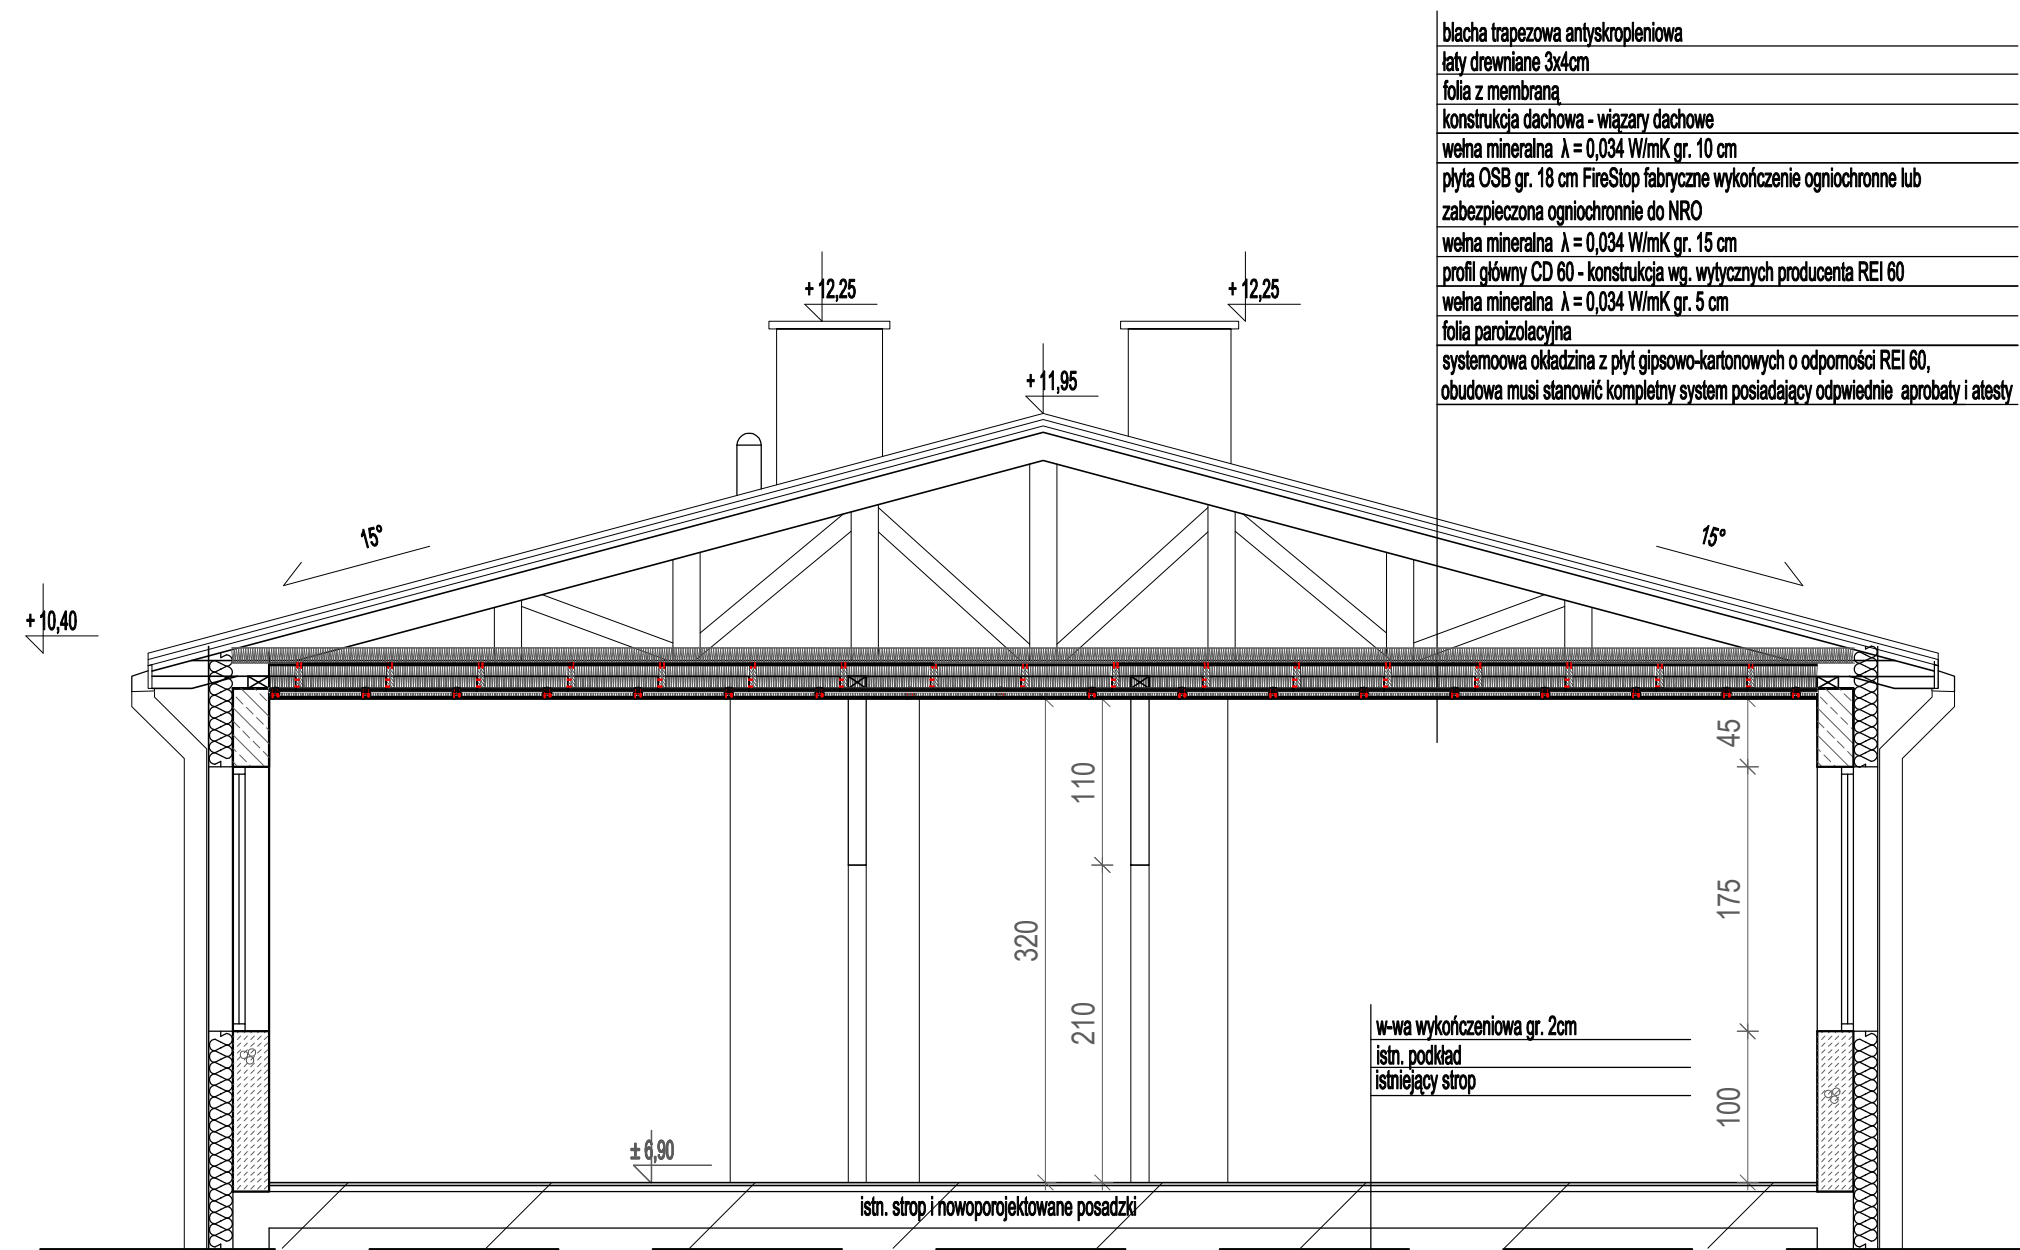 blacha trapezowa antyskropleniowa
łaty drewniane 3x4cm
folia z membraną
konstrukcja dachowa - wiązary dachowe
wełna mineralna λ = 0,034 W/mK gr. 10 cm
płyta OSB gr. 18 cm FireStop fabryczne wykończenie ogniochronne lub
zabezpieczona ogniochronnie do NRO
wełna mineralna λ = 0,034 W/mK gr. 15 cm
profil główny CD 60 - konstrukcja wg. wytycznych producenta REI 60
wełna mineralna λ = 0,034 W/mK gr. 5 cm
folia paroizolacyjna
systemoowa okładzina z płyt gipsowo-kartonowych o odporności REI 60,
obudowa musi stanowić kompletny system posiadający odpwiednie aprobaty i atesty
+ 12,25
+ 12,25
+ 11,95
15°
15°
+ 10,40
45
110
175
320
210
100
w-wa wykończeniowa gr. 2cm
istn. podkład
istniejący strop
± 6,90
istn. strop i nowoporojektowane posadzki